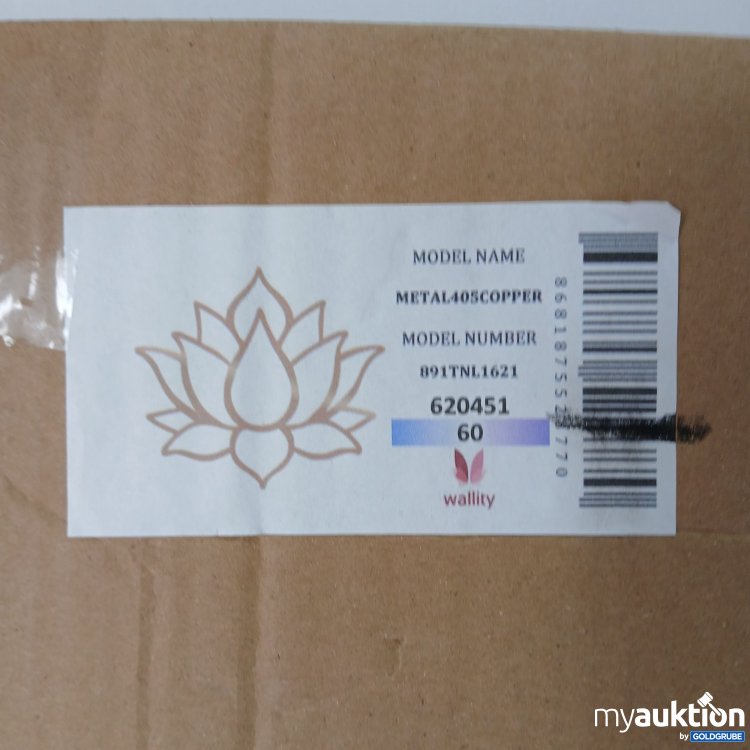 MODEL NAME
METAL405COPPER
MODEL NUMBER
891TNL1621
620451
60
wallity
myauktion
by GOLDGRUBE